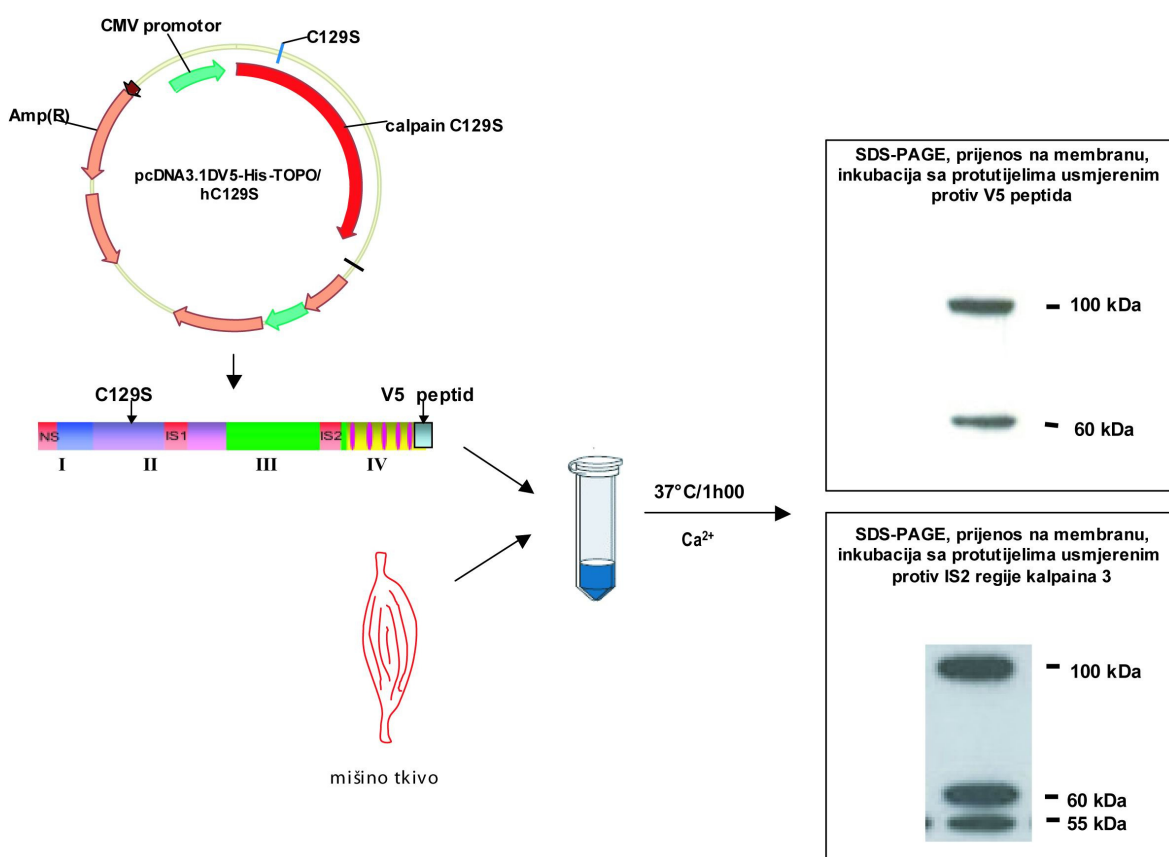 CMV promotor
C129S
Amp(R)
calpain C129S
pcDNA3.1DV5-His-TOPO/
hC129S
C129S
V5 peptid
NS
IS1
IS2
I
II
III
IV
mišino tkivo
37°C/1h00
Ca²⁺
SDS-PAGE, prijenos na membranu,
inkubacija sa protutijelima usmjerenim
protiv V5 peptida
100 kDa
60 kDa
SDS-PAGE, prijenos na membranu,
inkubacija sa protutijelima usmjerenim
protiv IS2 regije kalpaina 3
100 kDa
60 kDa
55 kDa